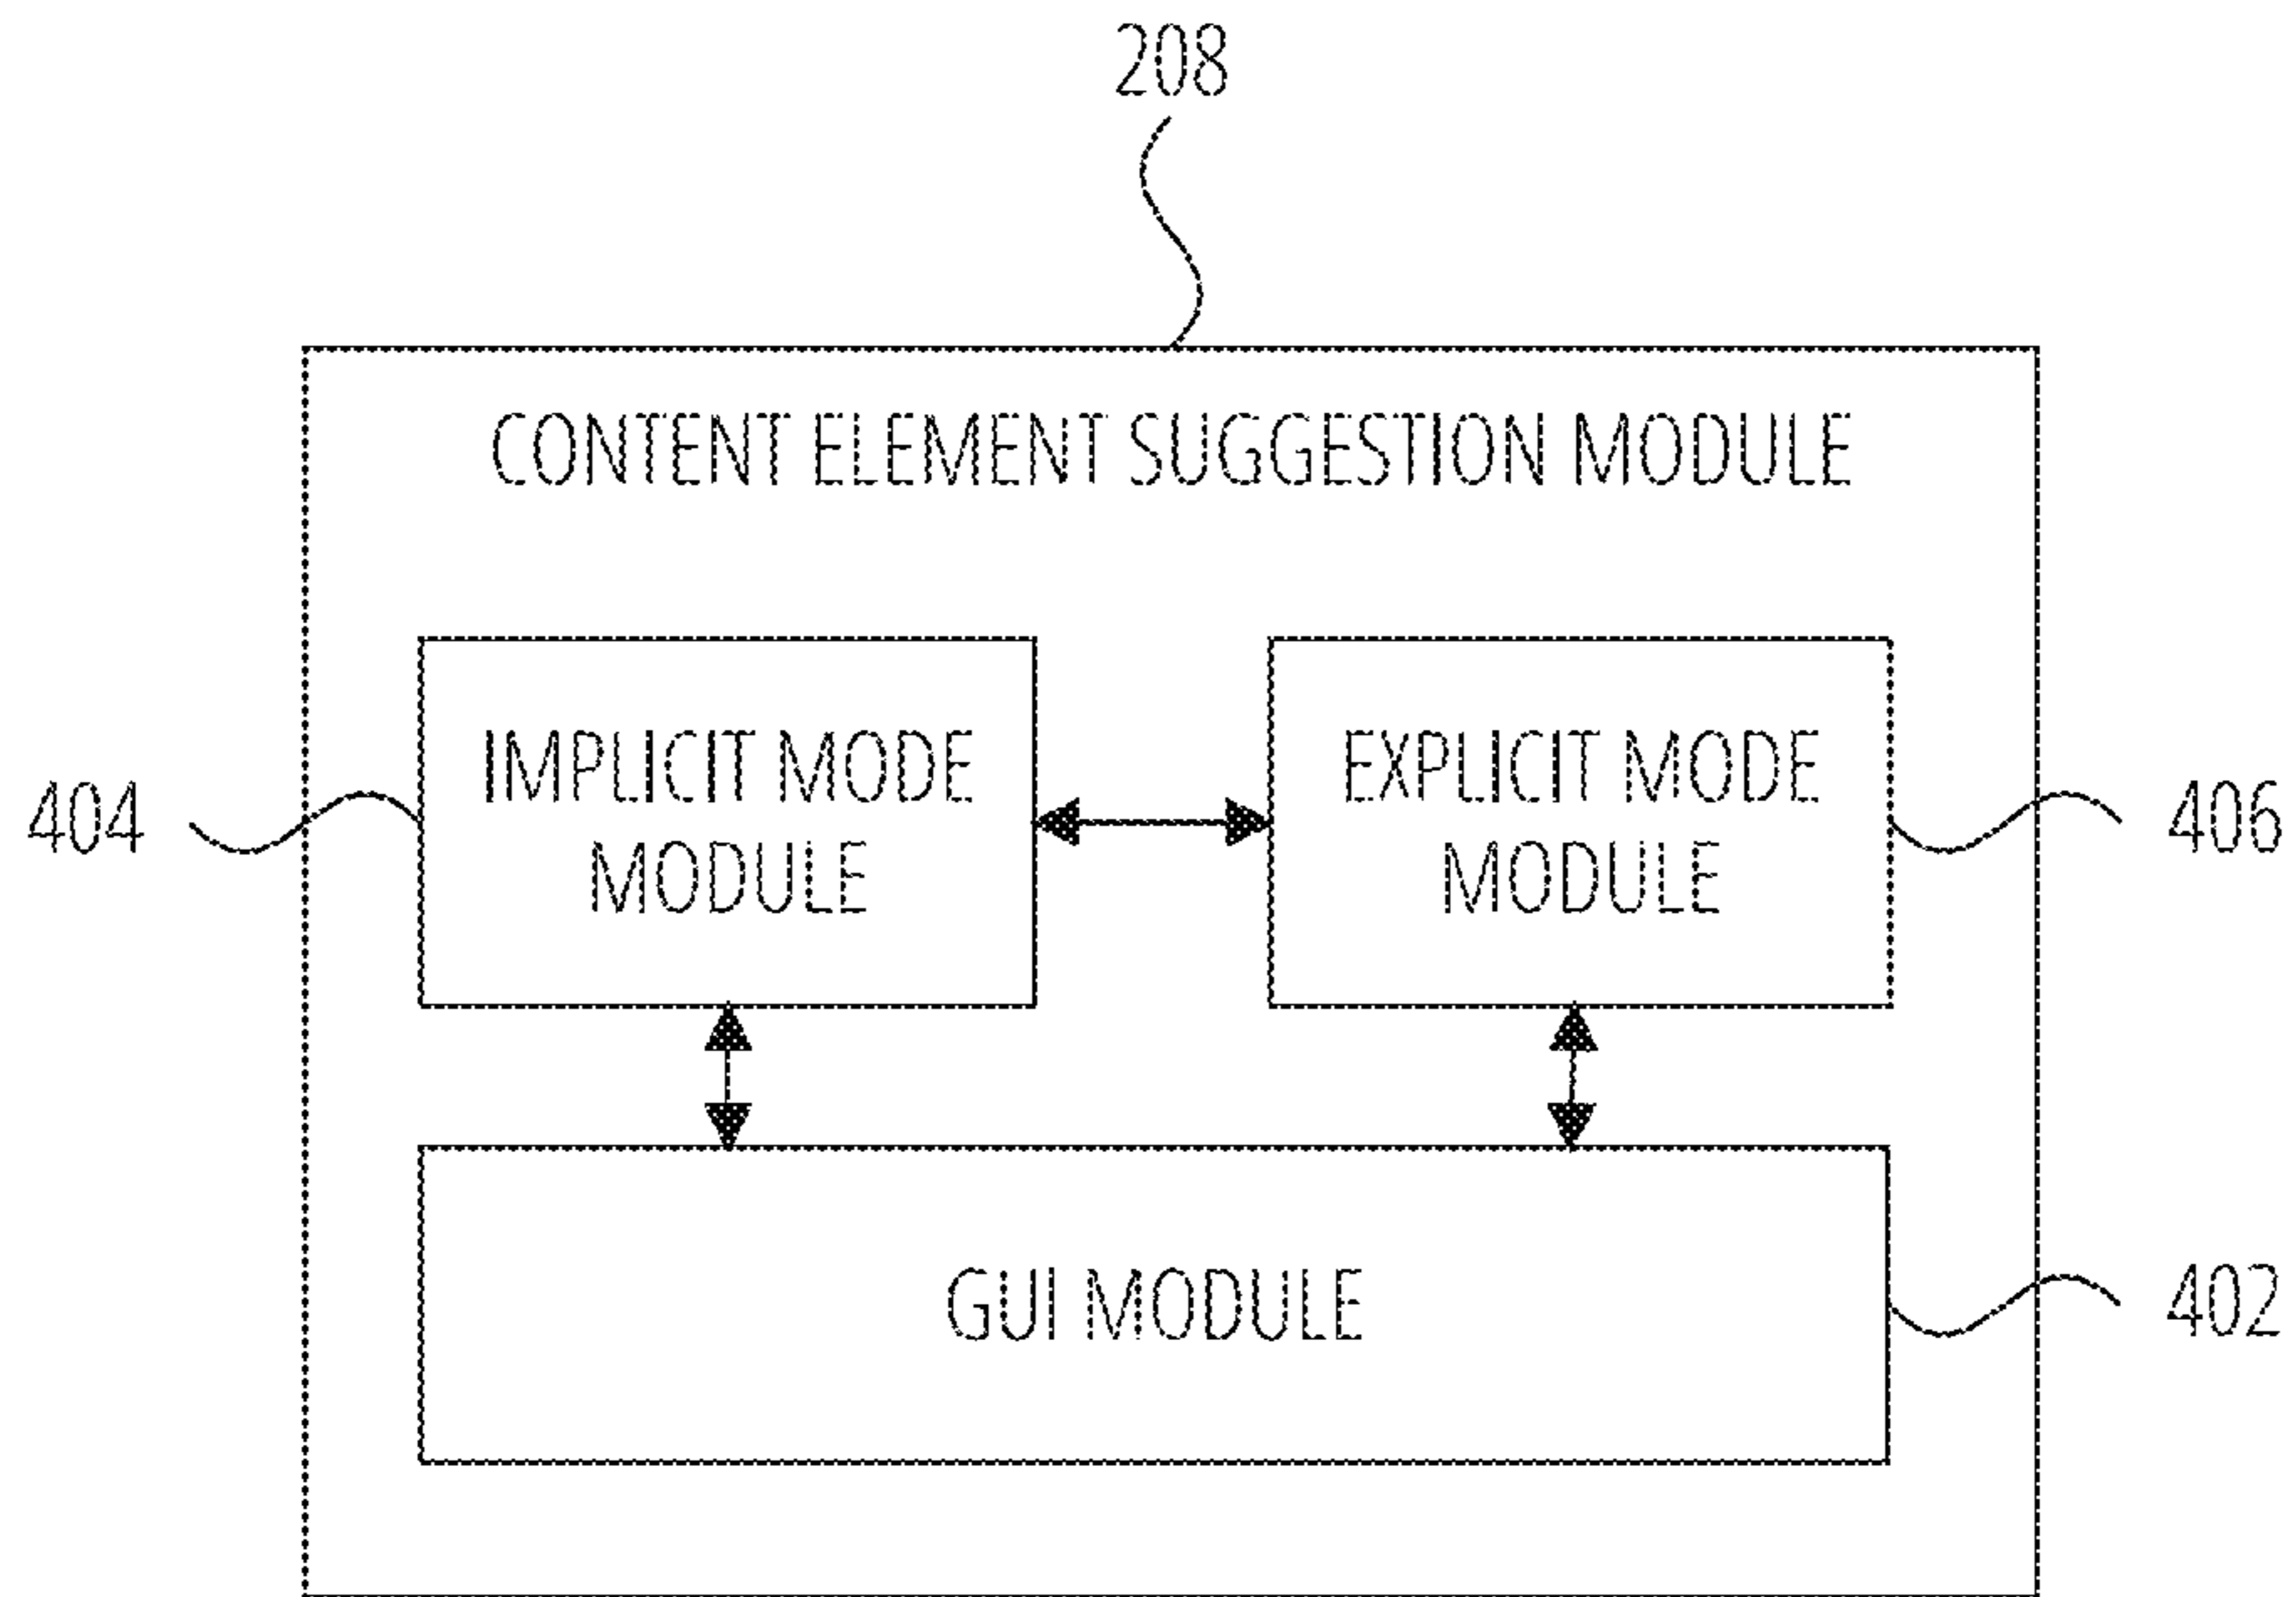 208
CONTENT ELEMENT SUGGESTION MODULE
IMPLICIT MODE
MODULE
EXPLICIT MODE
MODULE
404
406
GUI MODULE
402